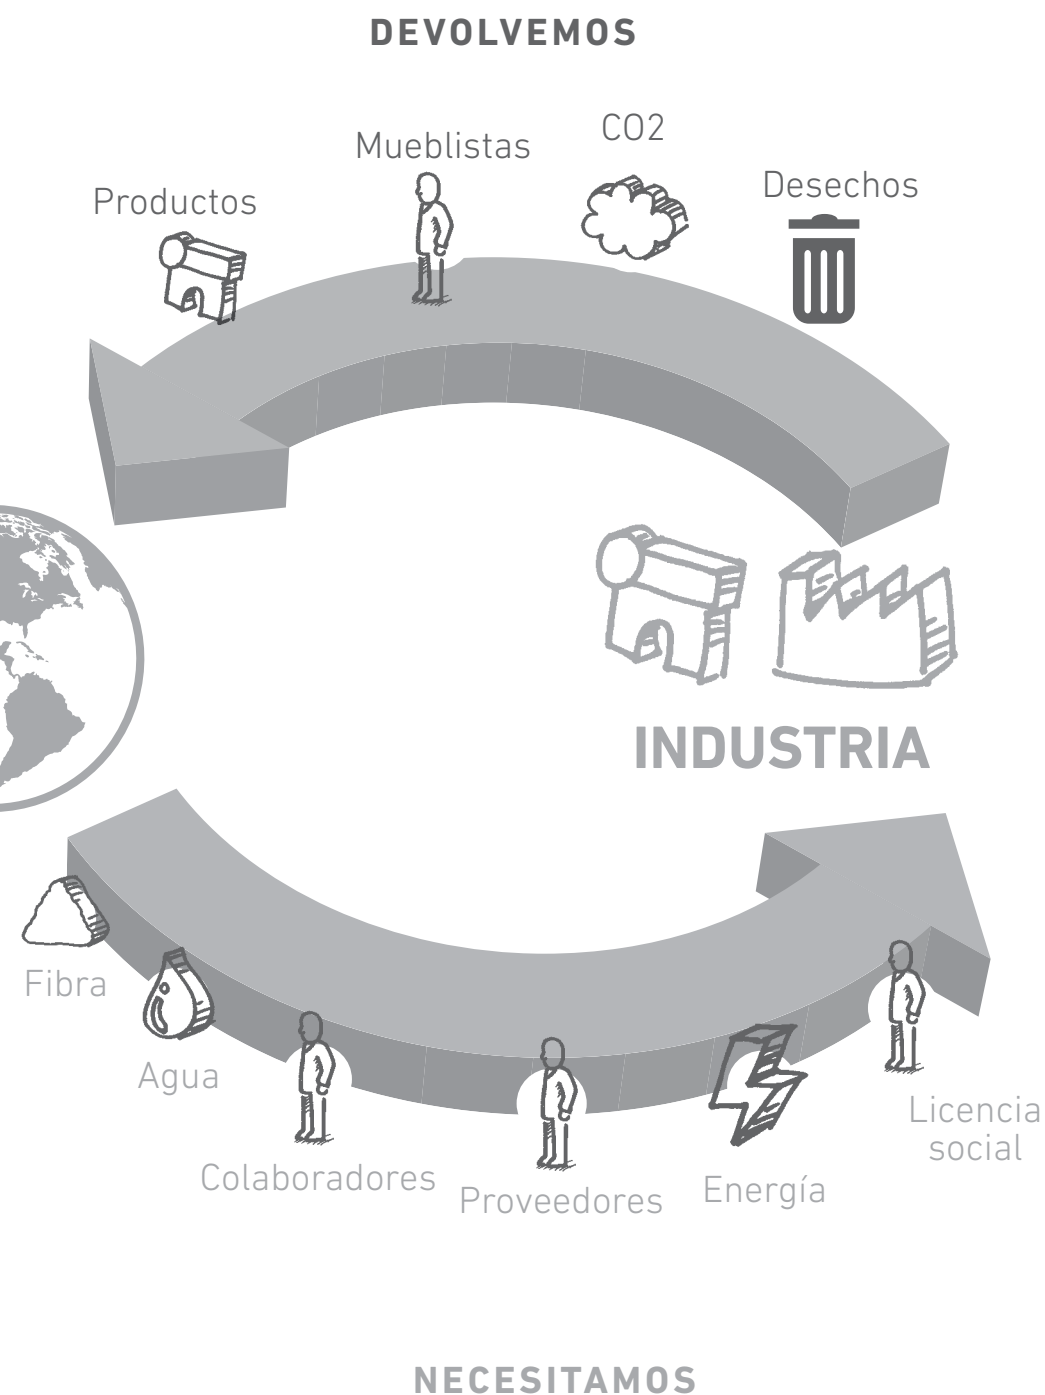 DEVOLVEMOS
CO2
Mueblistas
Desechos
Productos
INDUSTRIA
Fibra
Agua
Licencia
social
Colaboradores
Energía
Proveedores
NECESITAMOS